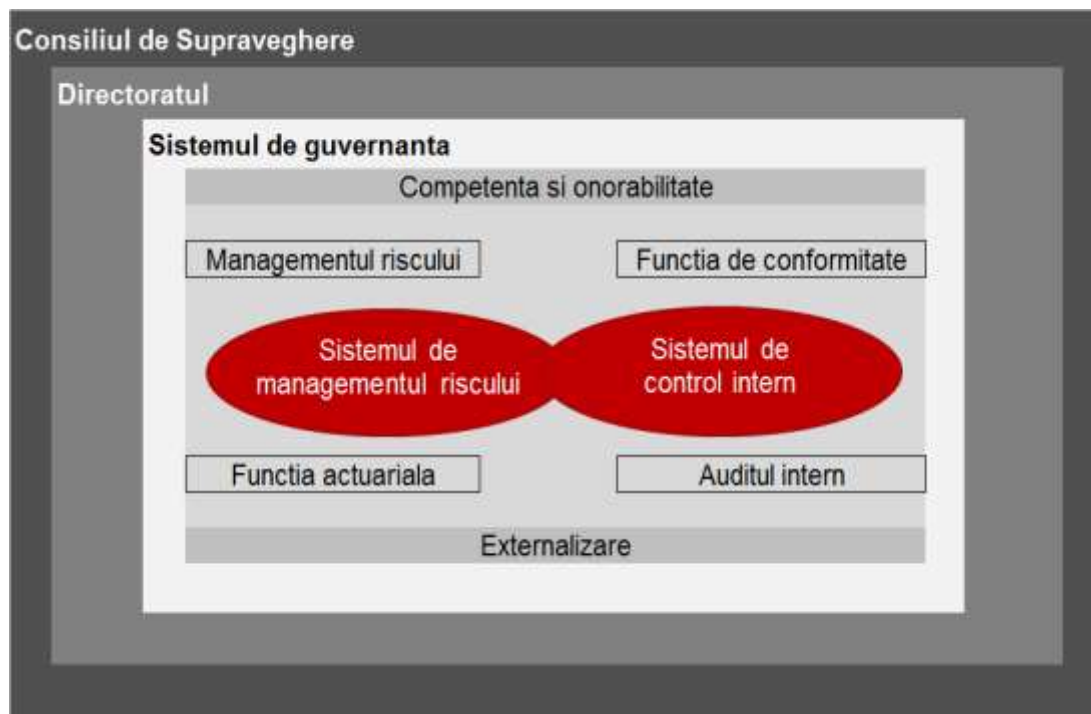 Consiliul de Supraveghere
Directoratul
Sistemul de guvernanta
Competenta si onorabilitate
Managementul riscului
Functia de conformitate
Sistemul de
managementul riscului
Sistemul de
control intern
Functia actuariala
Auditul intern
Externalizare